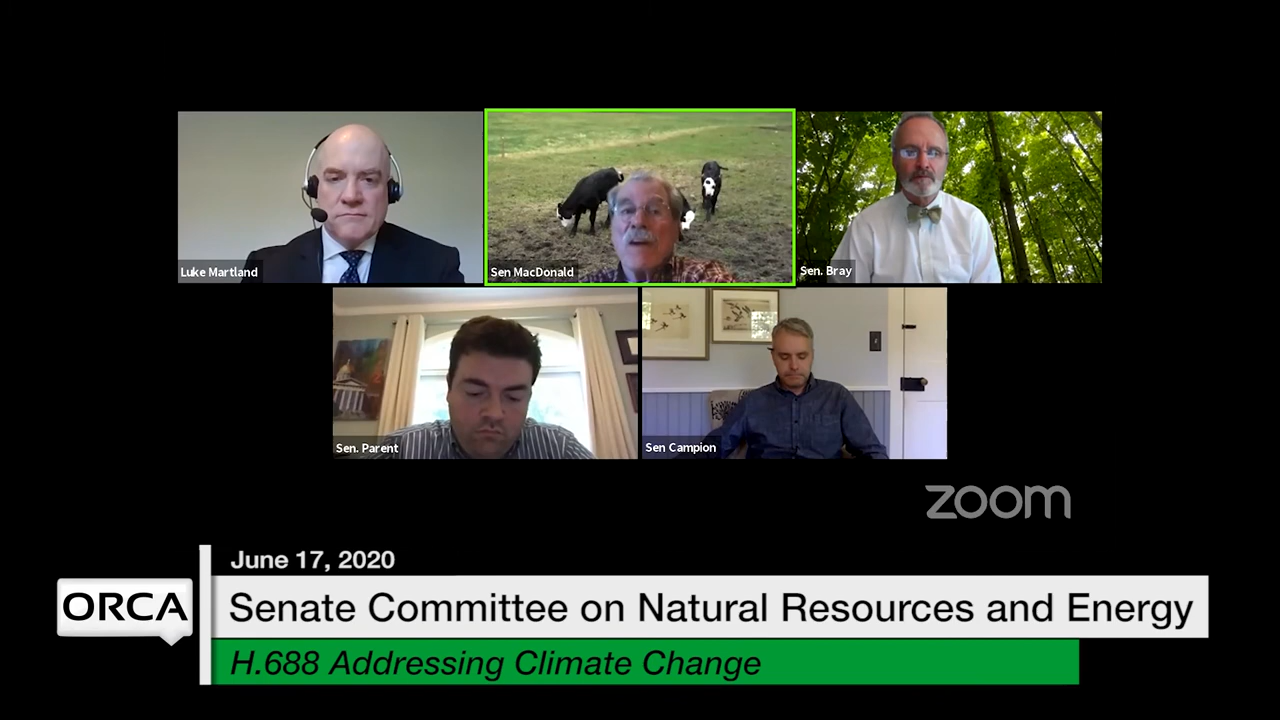 Luke Martland
Sen MacDonald
Sen. Bray
Sen. Parent
Sen Campion
zoom
June 17, 2020
ORCA
Senate Committee on Natural Resources and Energy
H.688 Addressing Climate Change